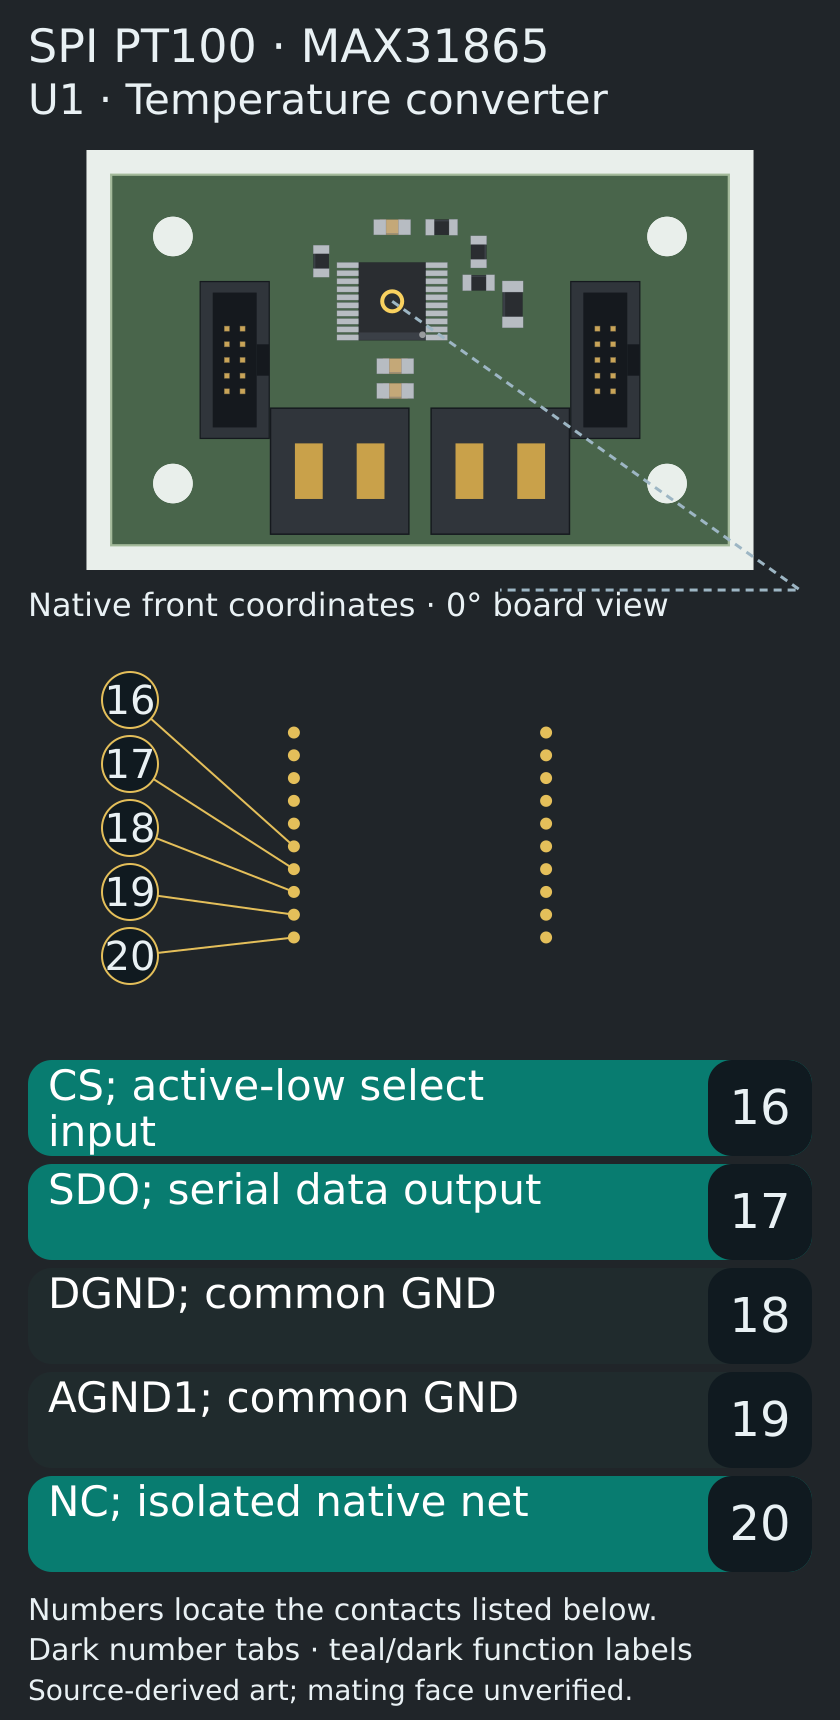 SPI PT100 · MAX31865
U1 · Temperature converter
Native front coordinates · 0° board view
16
17
18
19
20
CS; active-low select
input
16
SDO; serial data output
17
DGND; common GND
18
AGND1; common GND
19
NC; isolated native net
20
Numbers locate the contacts listed below.
Dark number tabs · teal/dark function labels
Source-derived art; mating face unverified.